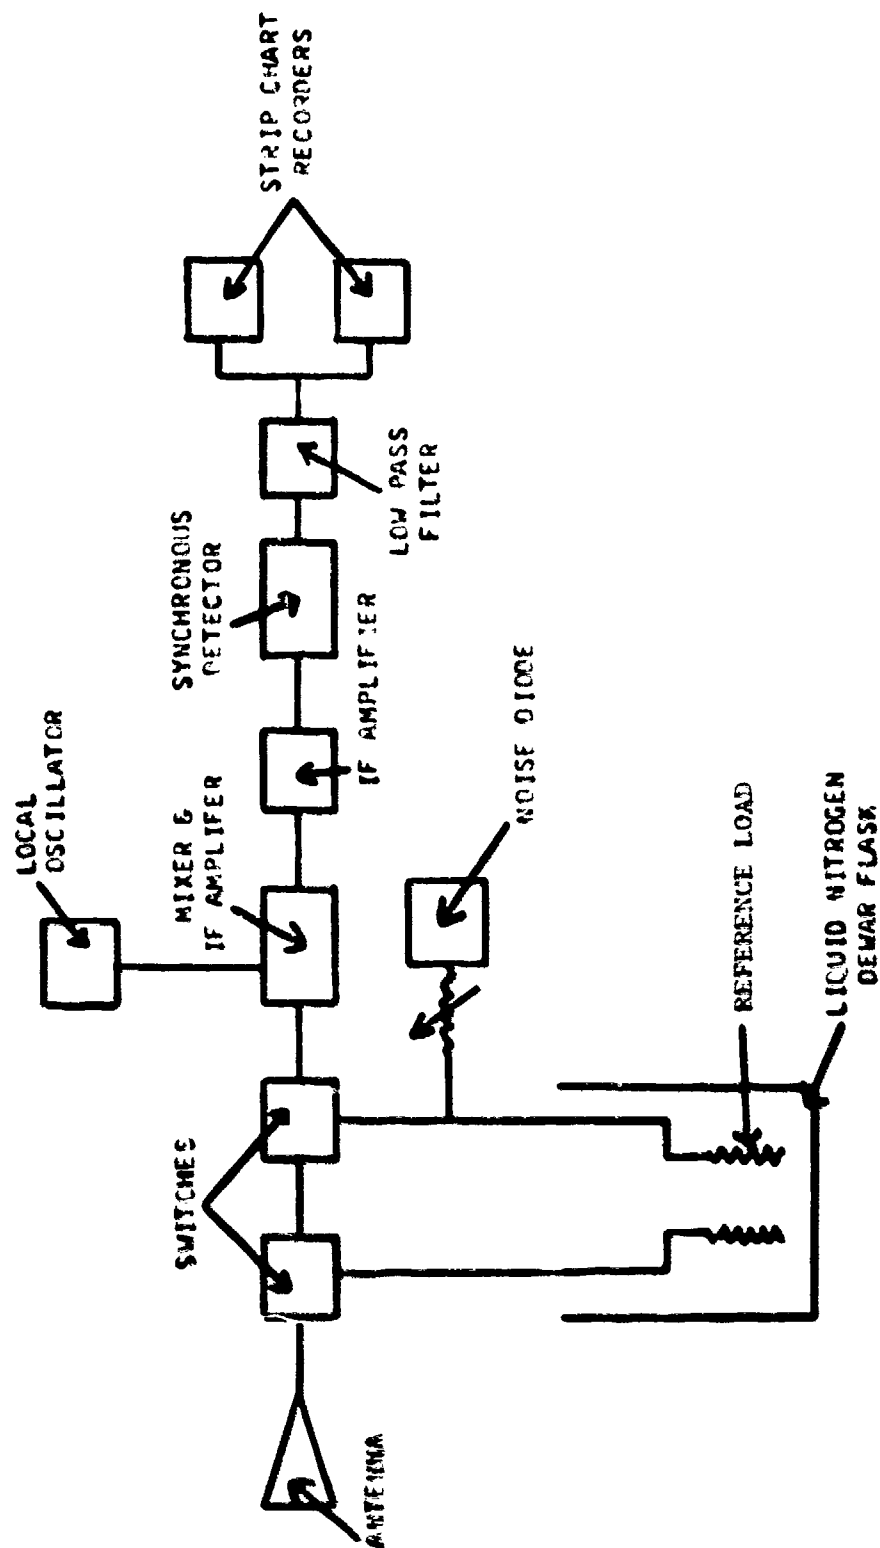 LOCAL
OSCILLATOR
MIXER &
IF AMPLIFER
SWITCHES
ANTENNA
SYNCHRONOUS
DETECTOR
IF AMPLIFIER
LOW PASS
FILTER
STRIP CHART
RECORDERS
NOISE DIODE
REFERENCE LOAD
LIQUID NITROGEN
DEWAR FLASK